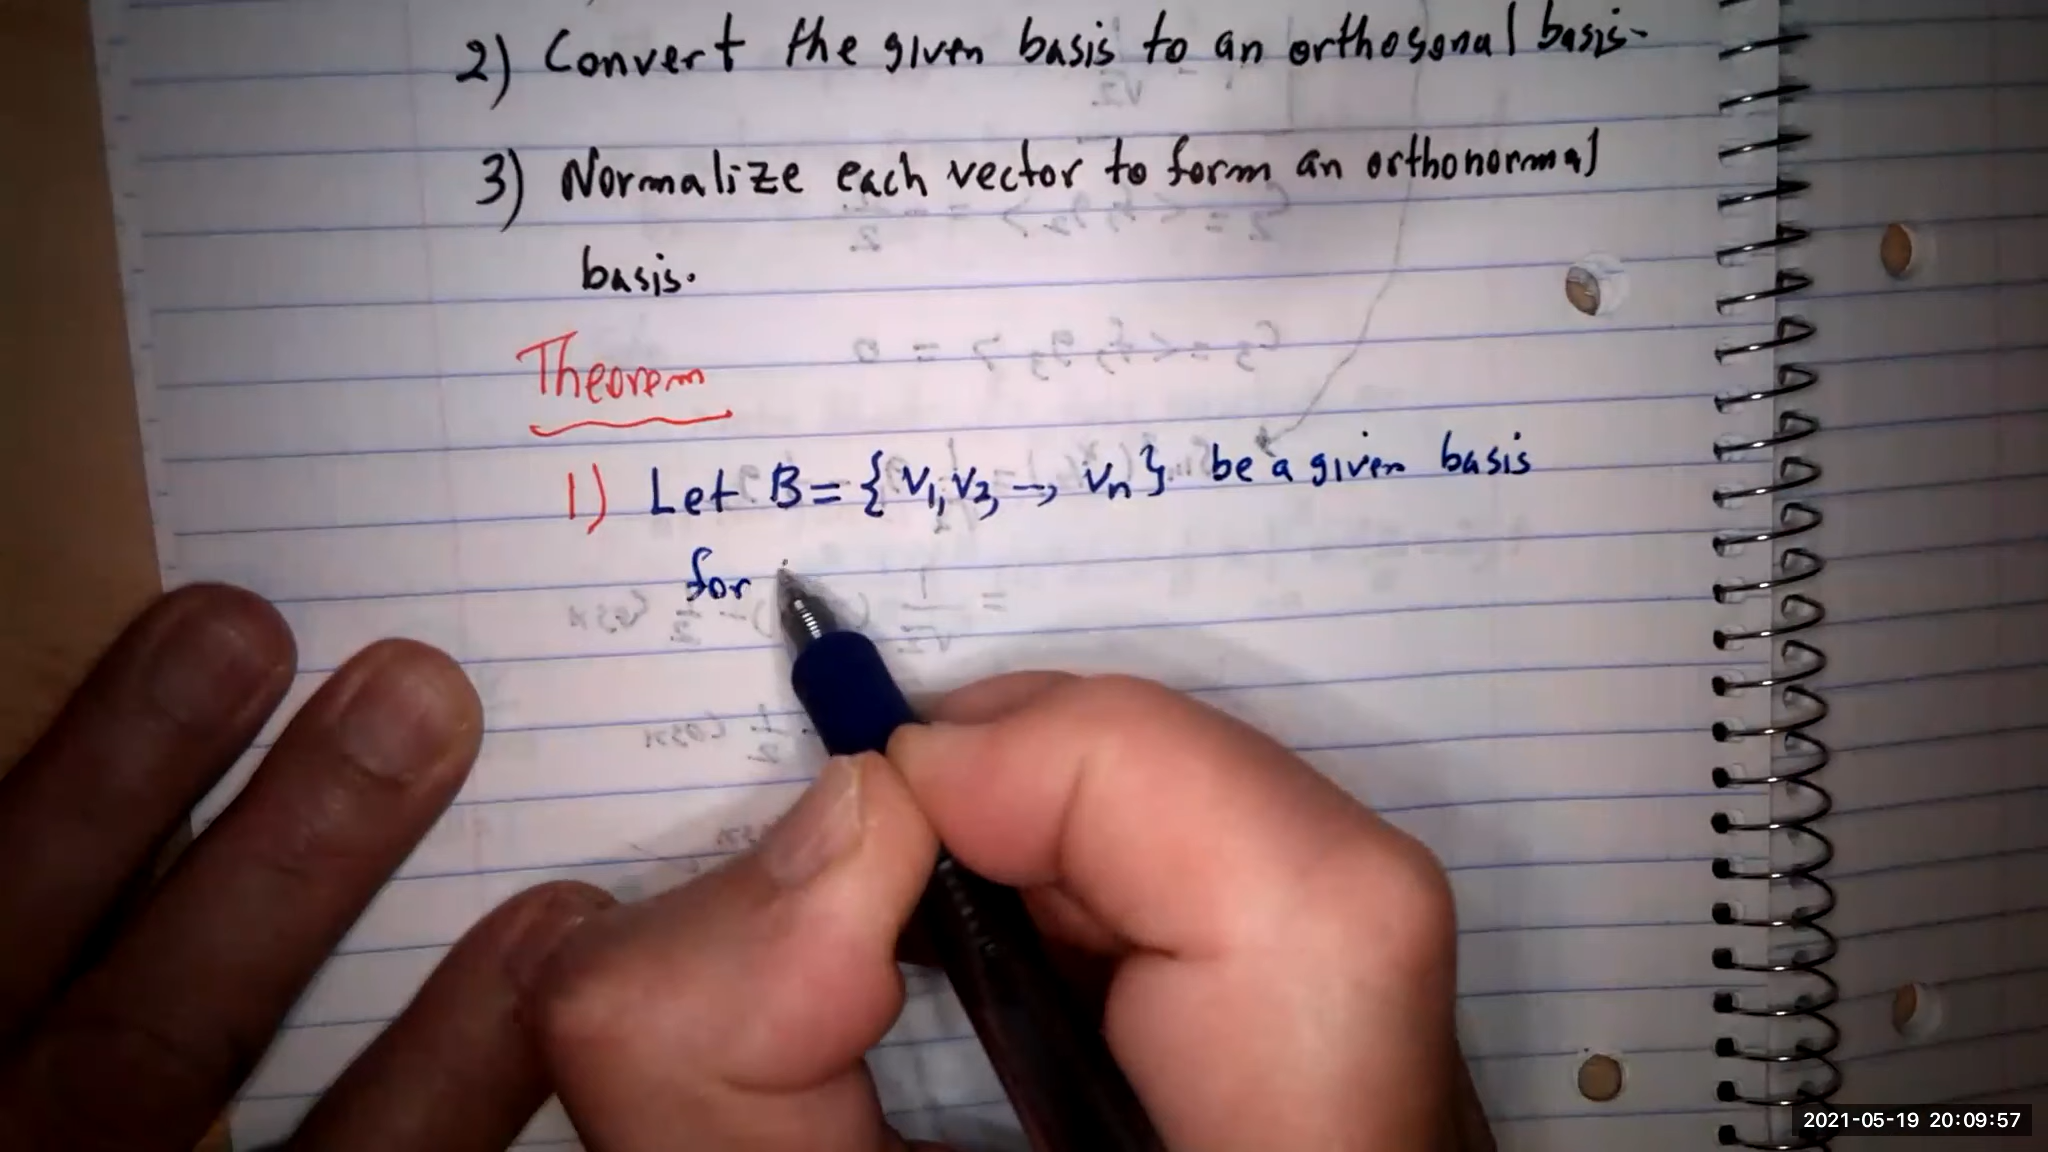 2) Convert the given basis to an orthogonal basis.
3) Normalize each vector to form an orthonormal
basis.
Theorem
1) Let B = {v₁, v₂, ..., vₙ} be a given basis
for
2021-05-19 20:09:57